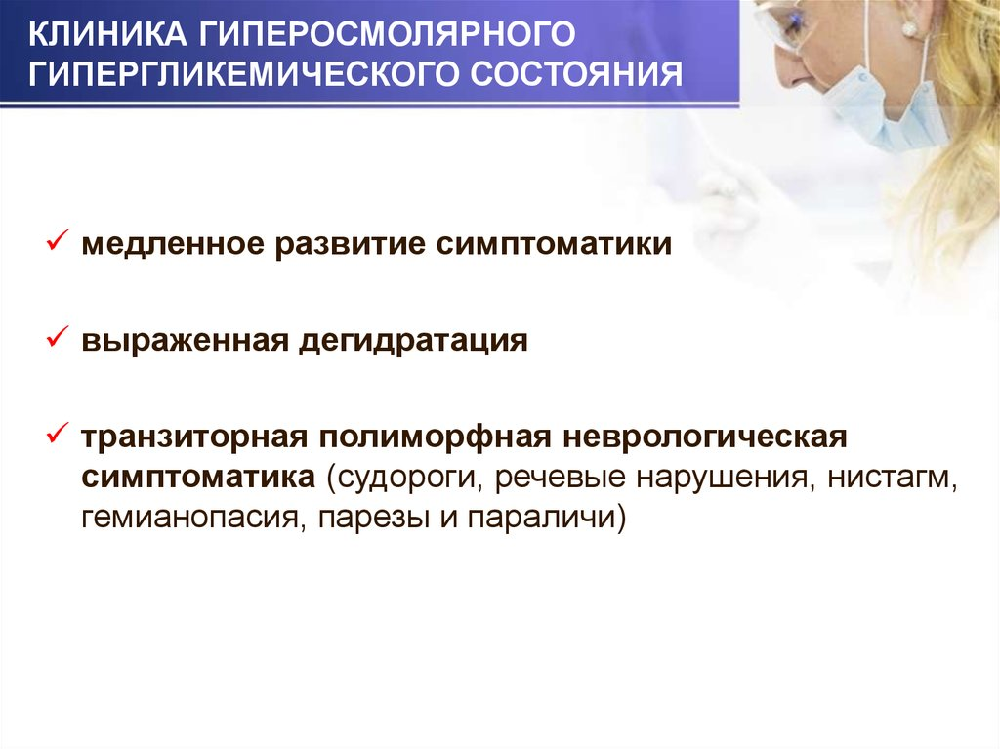 КЛИНИКА ГИПЕРОСМОЛЯРНОГО
ГИПЕРГЛИКЕМИЧЕСКОГО СОСТОЯНИЯ
медленное развитие симптоматики
выраженная дегидратация
транзиторная полиморфная неврологическая
симптоматика (судороги, речевые нарушения, нистагм,
гемианопасия, парезы и параличи)